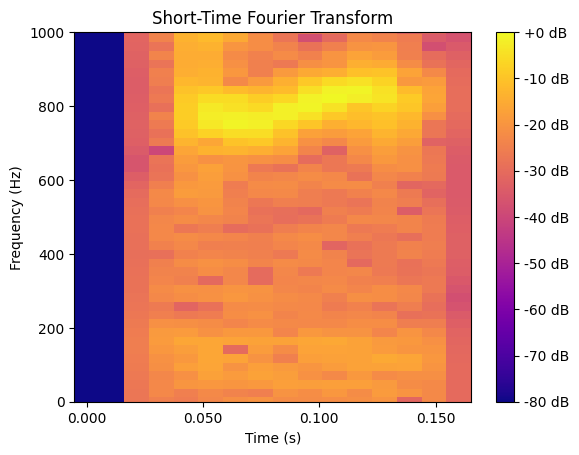 Short-Time Fourier Transform
1000
800
600
400
200
0
Frequency (Hz)
0.000
0.050
0.100
0.150
Time (s)
+0 dB
-10 dB
-20 dB
-30 dB
-40 dB
-50 dB
-60 dB
-70 dB
-80 dB